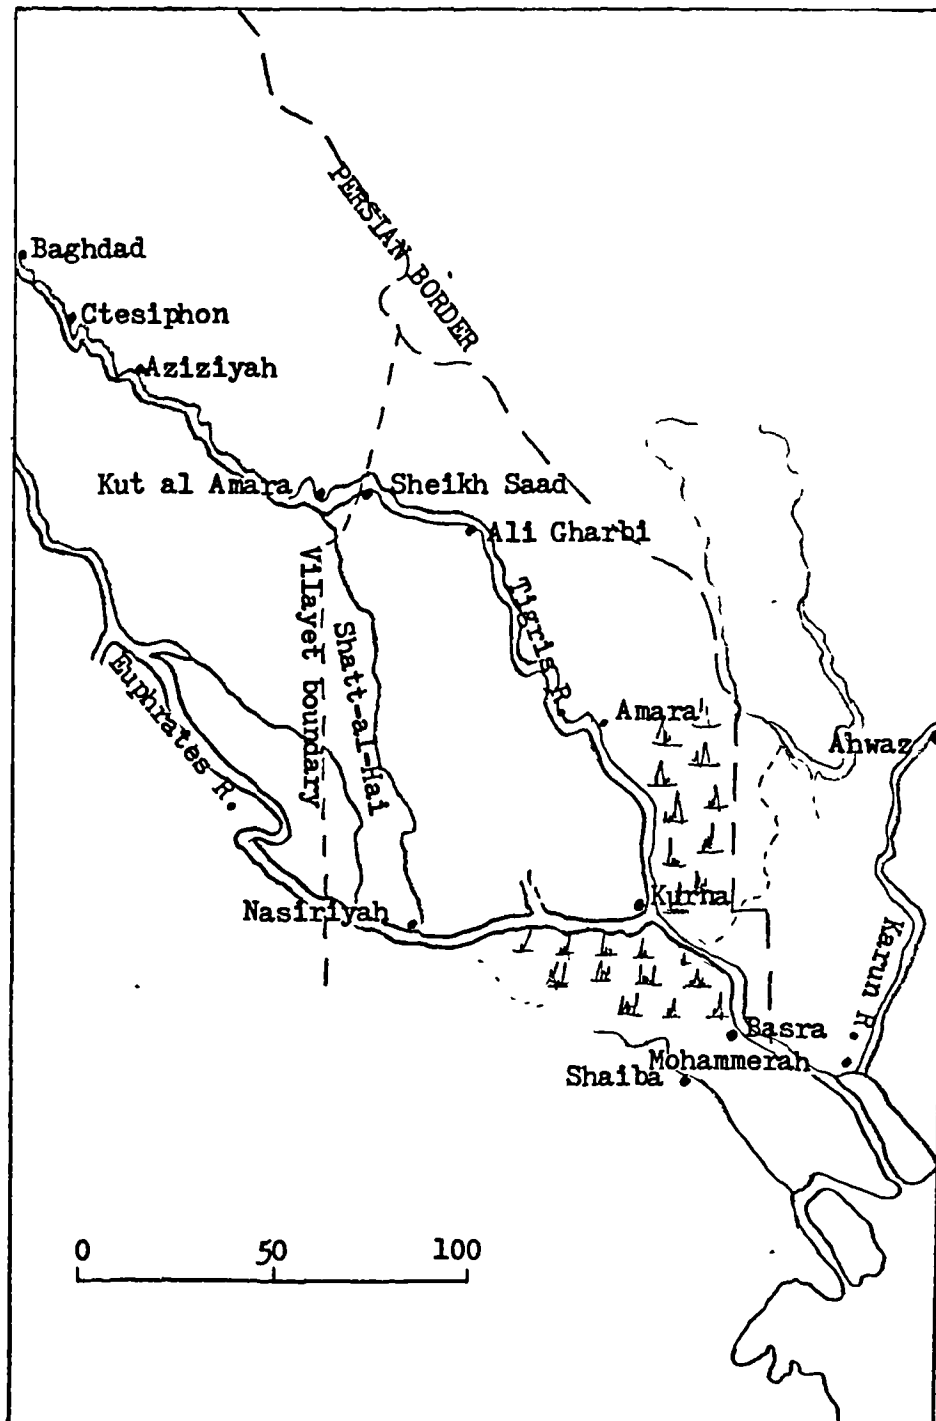 PERSIAN BORDER
Baghdad
Ctesiphon
Aziziyah
Kut al Amara
Sheikh Saad
Ali Gharbi
Vilayet boundary
Shatt-al-Hai
Tigris R.
Euphrates R.
Amara
Ahwaz
Kurna
Nasiriyah
Karun R.
Basra
Mohammerah
Shaiba
0 50 100